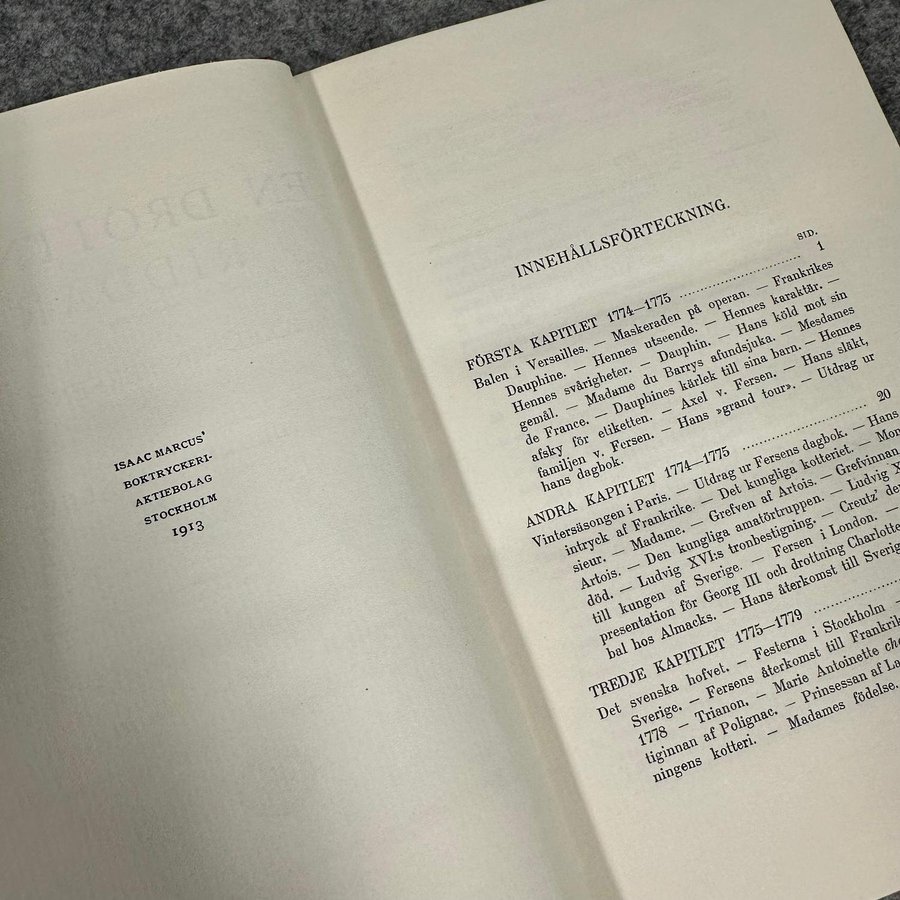 ISAAC MARCUS'
BOKTRYCKERI-
AKTIEBOLAG
STOCKHOLM
1913
INNEHÅLLSFÖRTECKNING.
SID.
FÖRSTA KAPITLET 1774—1775 .......................... 1
Balen i Versailles. — Maskeraden på operan. — Frankrikes
Dauphine. — Hennes utseende. — Hennes karaktär. —
Hennes svårigheter. — Dauphin. — Hans köld mot sin
gemål. — Madame du Barrys afundsjuka. — Mesdames
de France. — Dauphines kärlek till sina barn. — Hennes
afsky för etiketten. — Axel v. Fersen. — Hans släkt,
familjen v. Fersen. — Hans »grand tour». — Utdrag ur
hans dagbok.
ANDRA KAPITLET 1774—1775 .......................... 20
Vintersäsongen i Paris. — Utdrag ur Fersens dagbok. — Hans
intryck af Frankrike. — Det kungliga kotteriet. — Mon
sieur. — Madame. — Grefven af Artois. — Grefvinnan
Artois. — Den kungliga amatörtruppen. — Ludvig X
död. — Ludvig XVI:s tronbestigning. — Creutz' de
till kungen af Sverige. — Fersen i London. —
presentation för Georg III och drottning Charlotte
bal hos Almacks. — Hans återkomst till Sverig
TREDJE KAPITLET 1775—1779 ..................
Det svenska hofvet. — Festerna i Stockholm —
Sverige. — Fersens återkomst till Frankrik
1778 — Trianon. — Marie Antoinette che
tiginnan af Polignac. — Prinsessan af La
ningens kotteri. — Madames födelse.